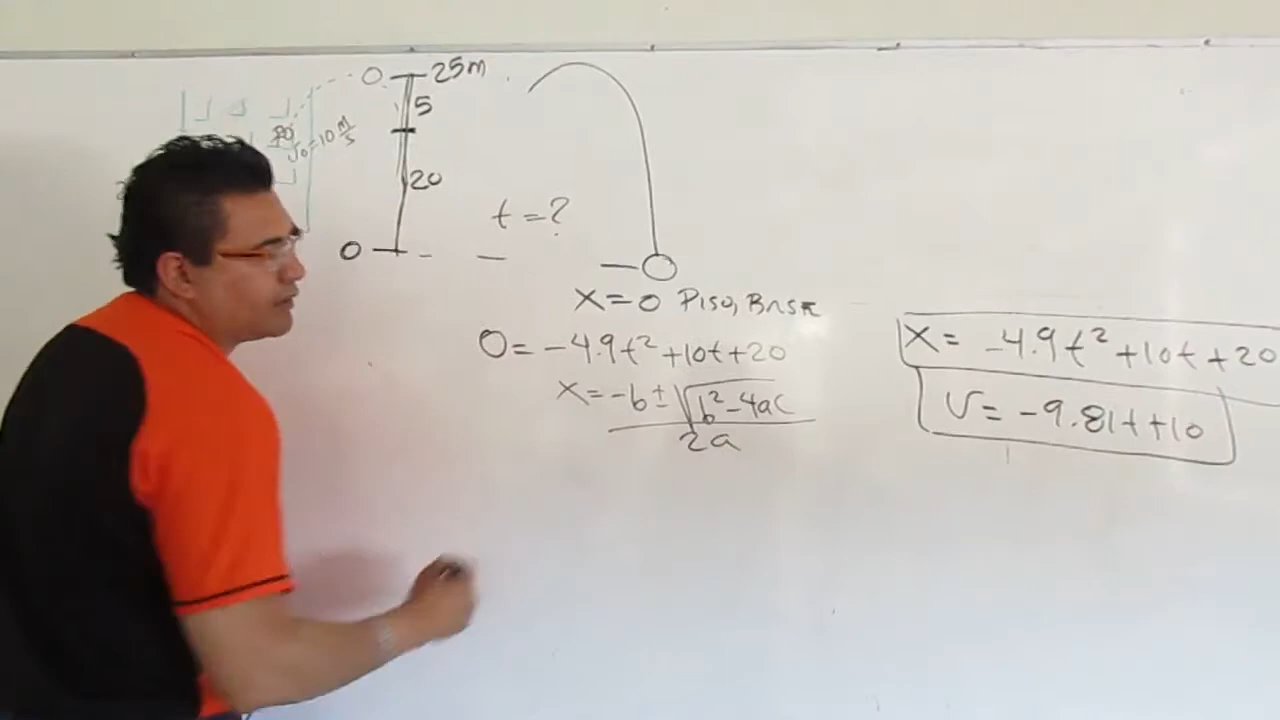 25m
5
v₀=10 m/s
20
t=?
0
x=0 Piso, Base
0=-4.9t²+10t+20
x=-b±√b²-4ac
2a
x=-4.9t²+10t+20
v=-9.81t+10